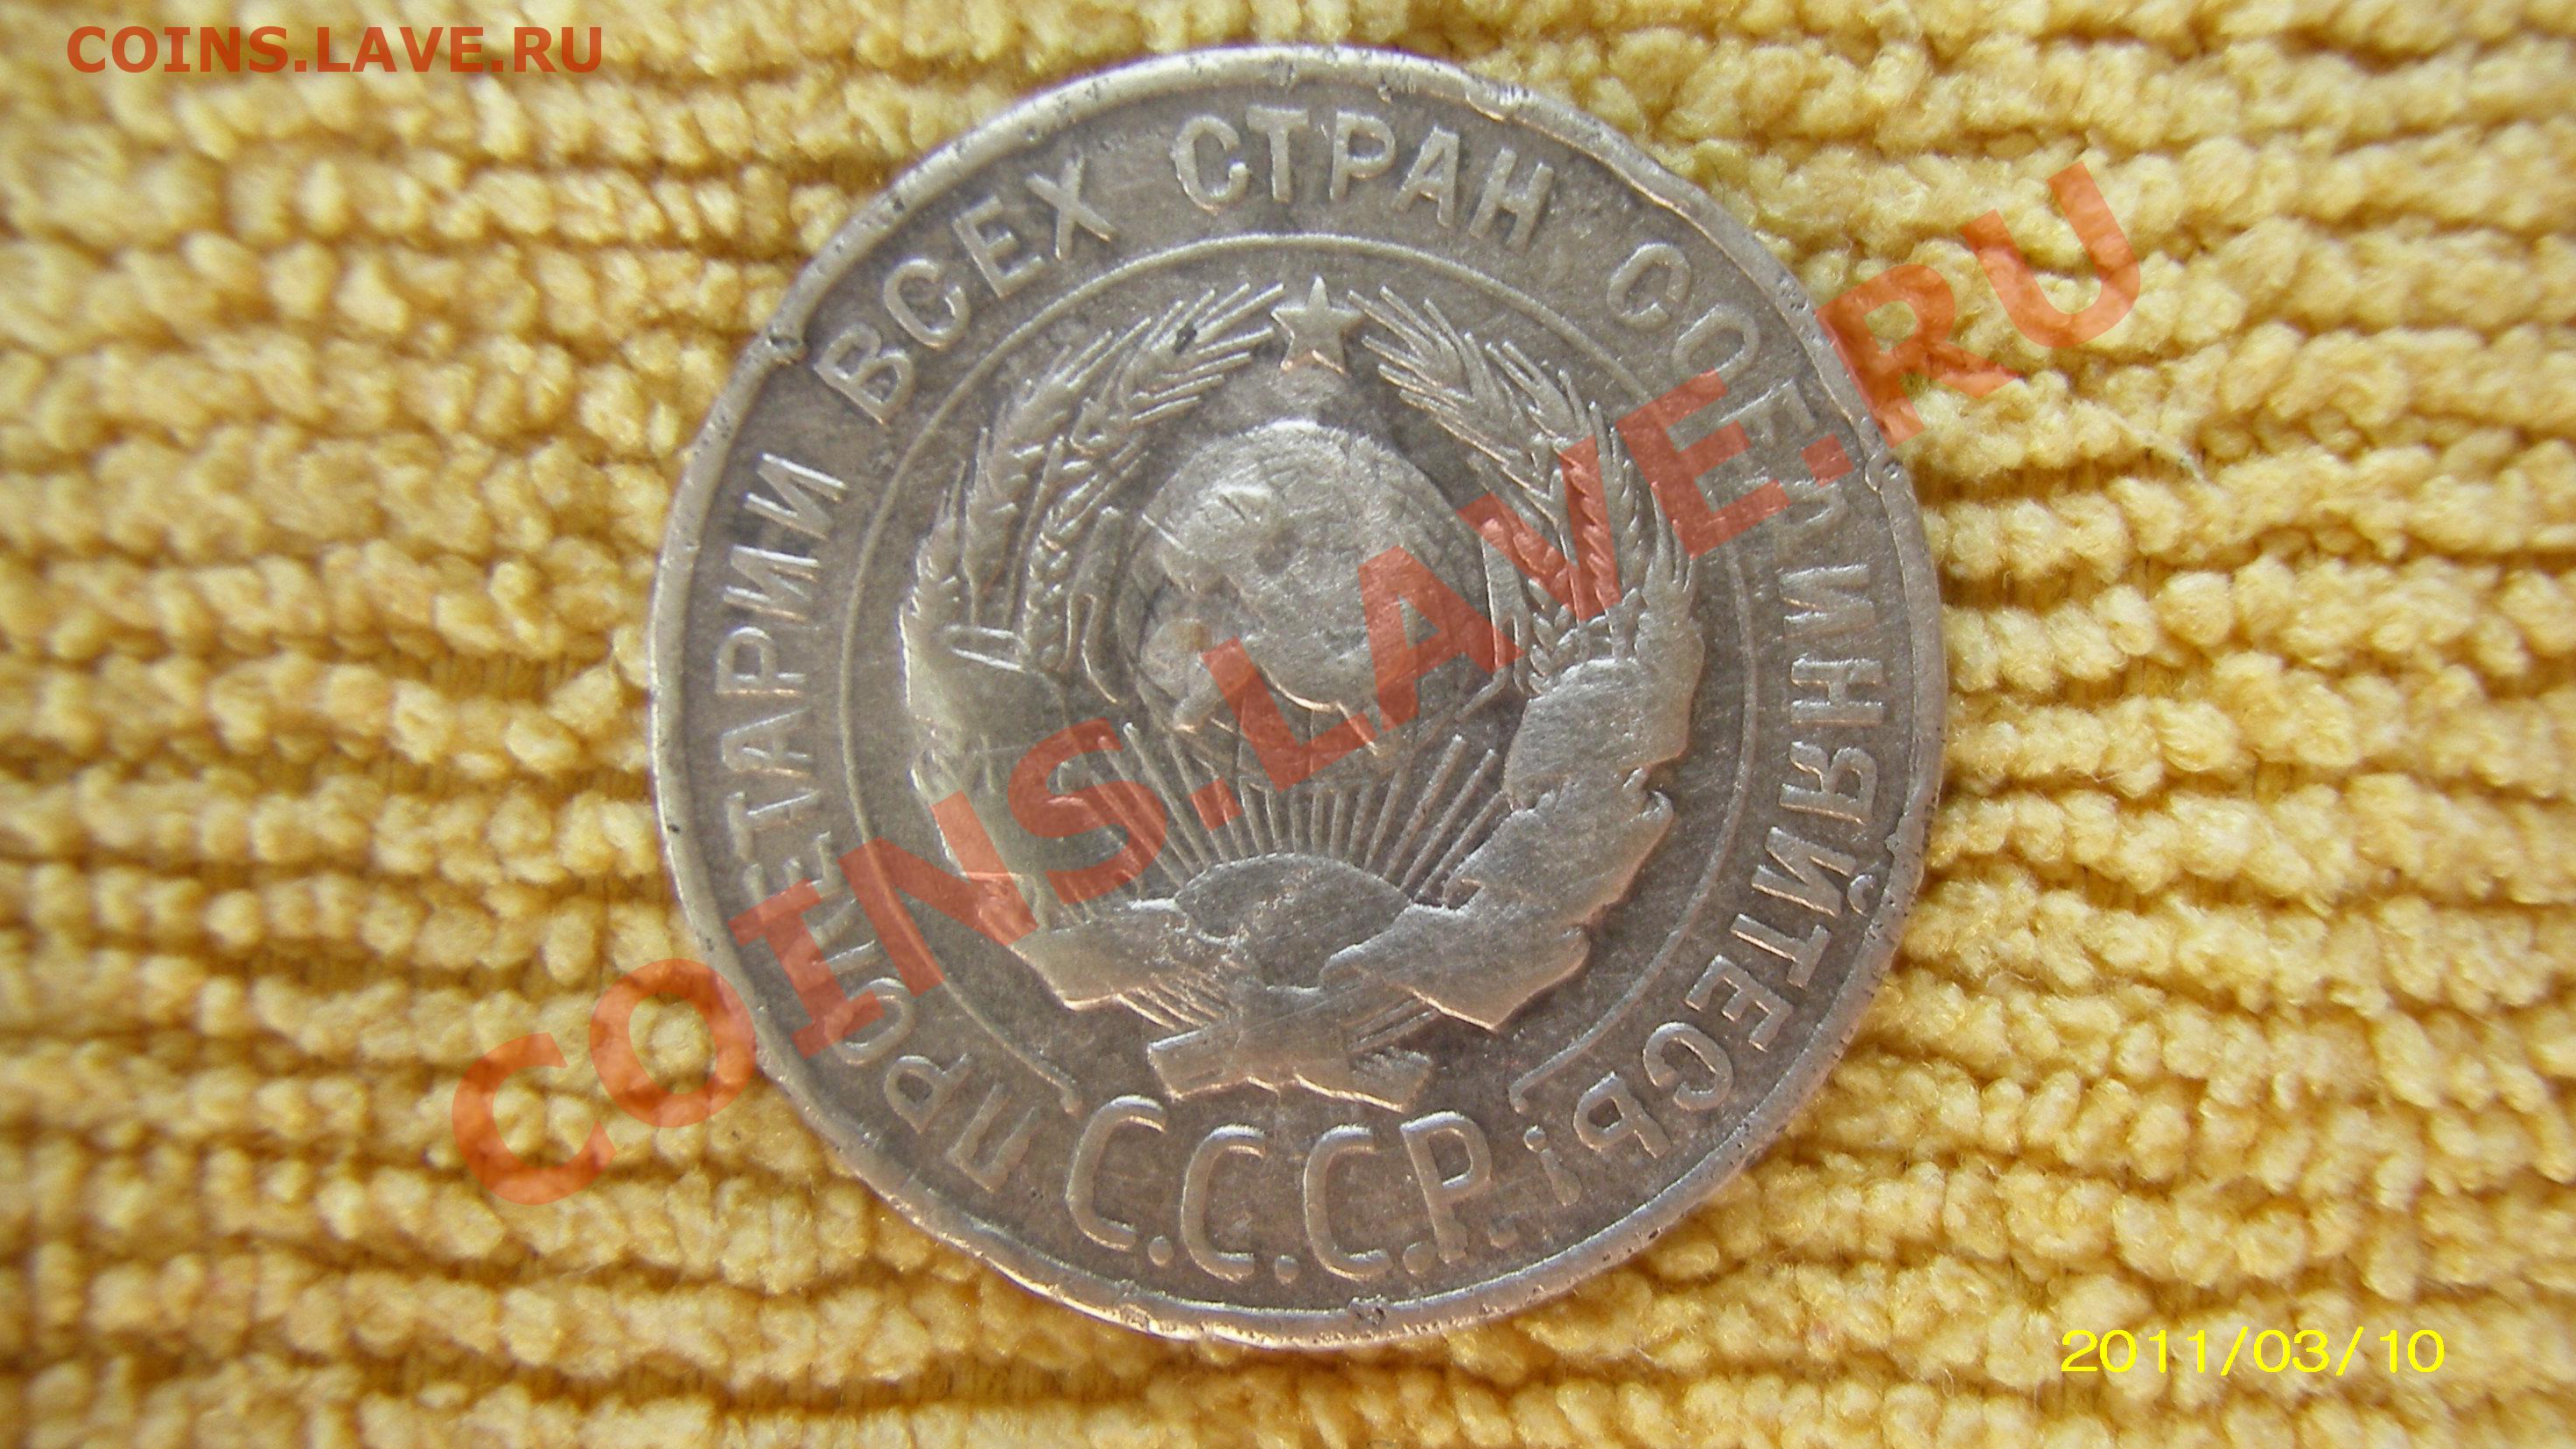 COINS.LAVE.RU
ПРОЛЕТАРИИ ВСЕХ СТРАН СОЕДИНЯЙТЕСЬ!
С.С.С.Р.
COINS.LAVE.RU
2011/03/10